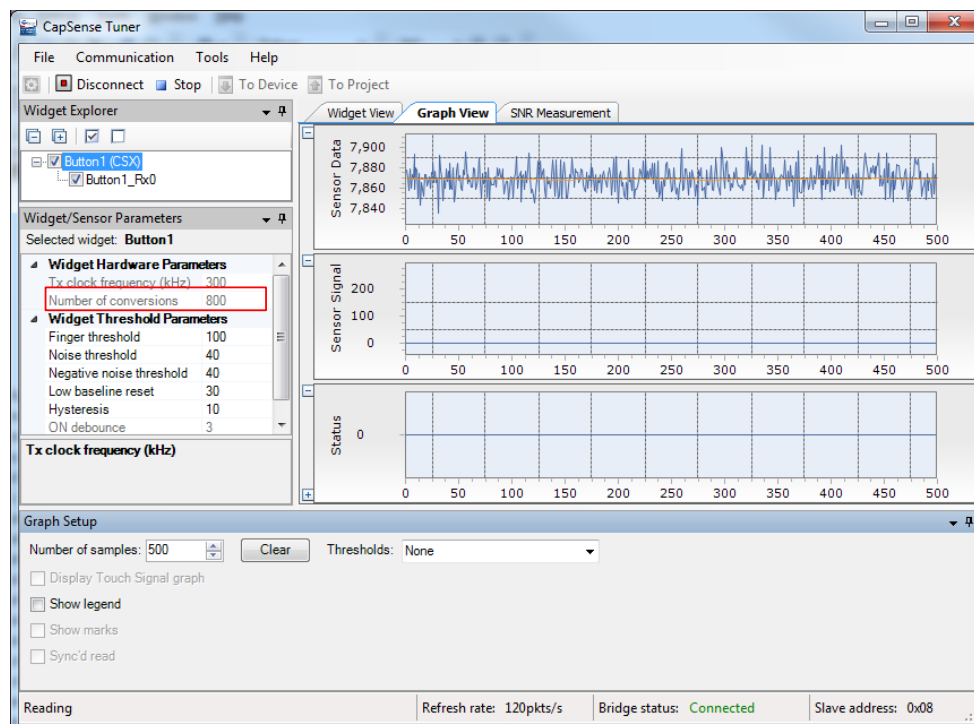 CapSense Tuner
File Communication Tools Help
Disconnect Stop To Device To Project
Widget Explorer
Button1 (CSX)
Button1_Rx0
Widget/Sensor Parameters
Selected widget: Button1
Widget Hardware Parameters
Tx clock frequency (kHz) 300
Number of conversions 800
Widget Threshold Parameters
Finger threshold 100
Noise threshold 40
Negative noise threshold 40
Low baseline reset 30
Hysteresis 10
ON debounce 3
Tx clock frequency (kHz)
Widget View Graph View SNR Measurement
Sensor Data
7,900
7,880
7,860
7,840
0 50 100 150 200 250 300 350 400 450 500
Sensor Signal
200
100
0
0 50 100 150 200 250 300 350 400 450 500
Status
0
0 50 100 150 200 250 300 350 400 450 500
Graph Setup
Number of samples: 500 Clear Thresholds: None
Display Touch Signal graph
Show legend
Show marks
Sync'd read
Reading Refresh rate: 120pkts/s Bridge status: Connected Slave address: 0x08